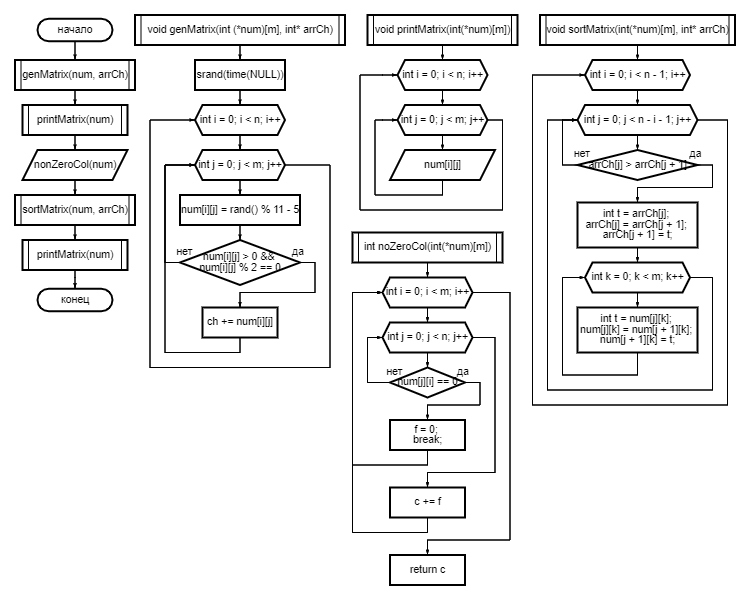 начало
genMatrix(num, arrCh)
printMatrix(num)
nonZeroCol(num)
sortMatrix(num, arrCh)
printMatrix(num)
конец
void genMatrix(int (*num)[m], int* arrCh)
srand(time(NULL))
int i = 0; i < n; i++
int j = 0; j < m; j++
num[i][j] = rand() % 11 - 5
нет
да
num[i][j] > 0 &&
num[i][j] % 2 == 0
ch += num[i][j]
void printMatrix(int(*num)[m])
int i = 0; i < n; i++
int j = 0; j < m; j++
num[i][j]
int noZeroCol(int(*num)[m])
int i = 0; i < m; i++
int j = 0; j < n; j++
нет
да
num[j][i] == 0
f = 0;
break;
c += f
return c
void sortMatrix(int(*num)[m], int* arrCh)
int i = 0; i < n - 1; i++
int j = 0; j < n - i - 1; j++
нет
да
arrCh[j] > arrCh[j + 1]
int t = arrCh[j];
arrCh[j] = arrCh[j + 1];
arrCh[j + 1] = t;
int k = 0; k < m; k++
int t = num[j][k];
num[j][k] = num[j + 1][k];
num[j + 1][k] = t;